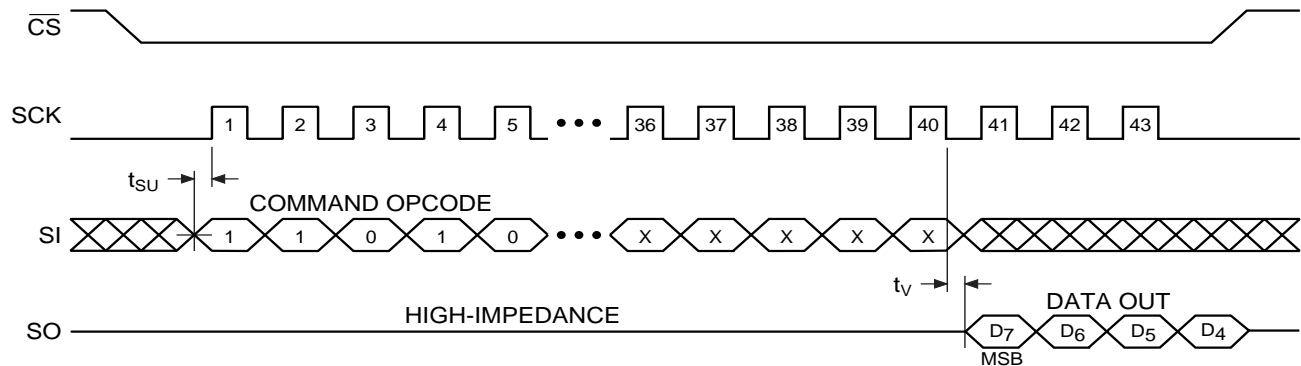 CS
SCK 1 2 3 4 5 ••• 36 37 38 39 40 41 42 43
tSU
COMMAND OPCODE
SI 1 1 0 1 0 ••• X X X X X
tV
HIGH-IMPEDANCE DATA OUT
SO D7 D6 D5 D4
MSB